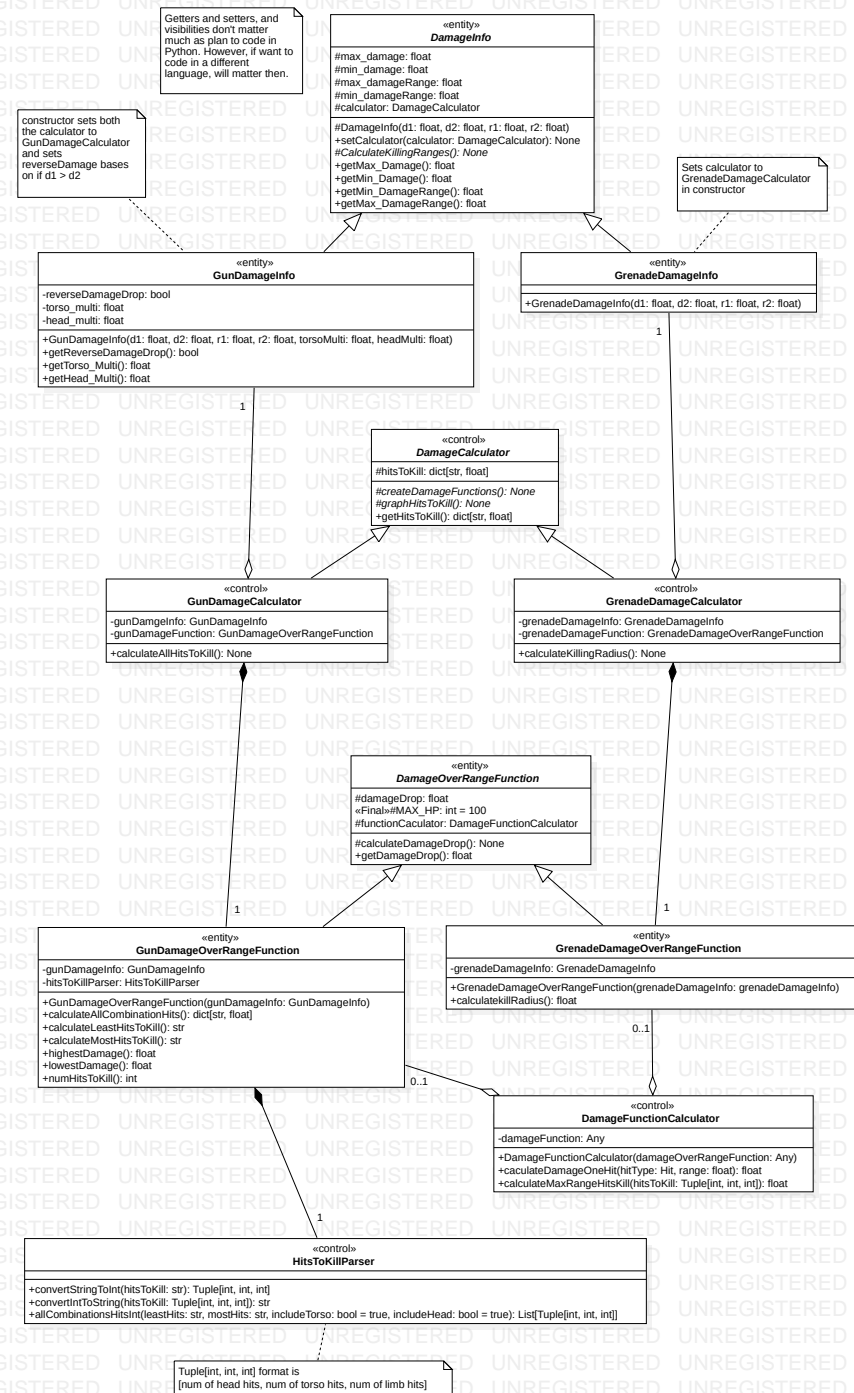 Getters and setters, and
visibilities don't matter
much as plan to code in
Python. However, if want to
code in a different
language, will matter then.
«entity»
DamageInfo
#max_damage: float
#min_damage: float
#max_damageRange: float
#min_damageRange: float
#calculator: DamageCalculator
#DamageInfo(d1: float, d2: float, r1: float, r2: float)
+setCalculator(calculator: DamageCalculator): None
#CalculateKillingRanges(): None
+getMax_Damage(): float
+getMin_Damage(): float
+getMin_DamageRange(): float
+getMax_DamageRange(): float
constructor sets both
the calculator to
GunDamageCalculator
and sets
reverseDamage bases
on if d1 > d2
Sets calculator to
GrenadeDamageCalculator
in constructor
«entity»
GunDamageInfo
-reverseDamageDrop: bool
-torso_multi: float
-head_multi: float
+GunDamageInfo(d1: float, d2: float, r1: float, r2: float, torsoMulti: float, headMulti: float)
+getReverseDamageDrop(): bool
+getTorso_Multi(): float
+getHead_Multi(): float
«entity»
GrenadeDamageInfo
+GrenadeDamageInfo(d1: float, d2: float, r1: float, r2: float)
1
1
«control»
DamageCalculator
#hitsToKill: dict[str, float]
#createDamageFunctions(): None
#graphHitsToKill(): None
+getHitsToKill(): dict[str, float]
«control»
GunDamageCalculator
-gunDamgeInfo: GunDamageInfo
-gunDamageFunction: GunDamageOverRangeFunction
+calculateAllHitsToKill(): None
«control»
GrenadeDamageCalculator
-grenadeDamageInfo: GrenadeDamageInfo
-grenadeDamageFunction: GrenadeDamageOverRangeFunction
+calculateKillingRadius(): None
«entity»
DamageOverRangeFunction
#damageDrop: float
«Final»#MAX_HP: int = 100
#functionCaculator: DamageFunctionCalculator
#calculateDamageDrop(): None
+getDamageDrop(): float
1
1
«entity»
GunDamageOverRangeFunction
-gunDamageInfo: GunDamageInfo
-hitsToKillParser: HitsToKillParser
+GunDamageOverRangeFunction(gunDamageInfo: GunDamageInfo)
+calculateAllCombinationHits(): dict[str, float]
+calculateLeastHitsToKill(): str
+calculateMostHitsToKill(): str
+highestDamage(): float
+lowestDamage(): float
+numHitsToKill(): int
«entity»
GrenadeDamageOverRangeFunction
-grenadeDamageInfo: GrenadeDamageInfo
+GrenadeDamageOverRangeFunction(grenadeDamageInfo: grenadeDamageInfo)
+calculatekillRadius(): float
0..1
0..1
«control»
DamageFunctionCalculator
-damageFunction: Any
+DamageFunctionCalculator(damageOverRangeFunction: Any)
+caculateDamageOneHit(hitType: Hit, range: float): float
+calculateMaxRangeHitsKill(hitsToKill: Tuple[int, int, int]): float
1
«control»
HitsToKillParser
+convertStringToInt(hitsToKill: str): Tuple[int, int, int]
+convertIntToString(hitsToKill: Tuple[int, int, int]): str
+allCombinationsHitsInt(leastHits: str, mostHits: str, includeTorso: bool = true, includeHead: bool = true): List[Tuple[int, int, int]]
Tuple[int, int, int] format is
[num of head hits, num of torso hits, num of limb hits]